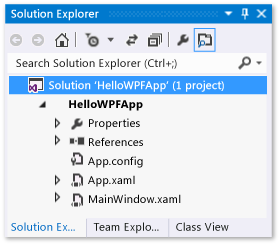 Solution Explorer
Search Solution Explorer (Ctrl+;)
Solution 'HelloWPFApp' (1 project)
HelloWPFApp
Properties
References
App.config
App.xaml
MainWindow.xaml
Solution Ex... Team Explo... Class View